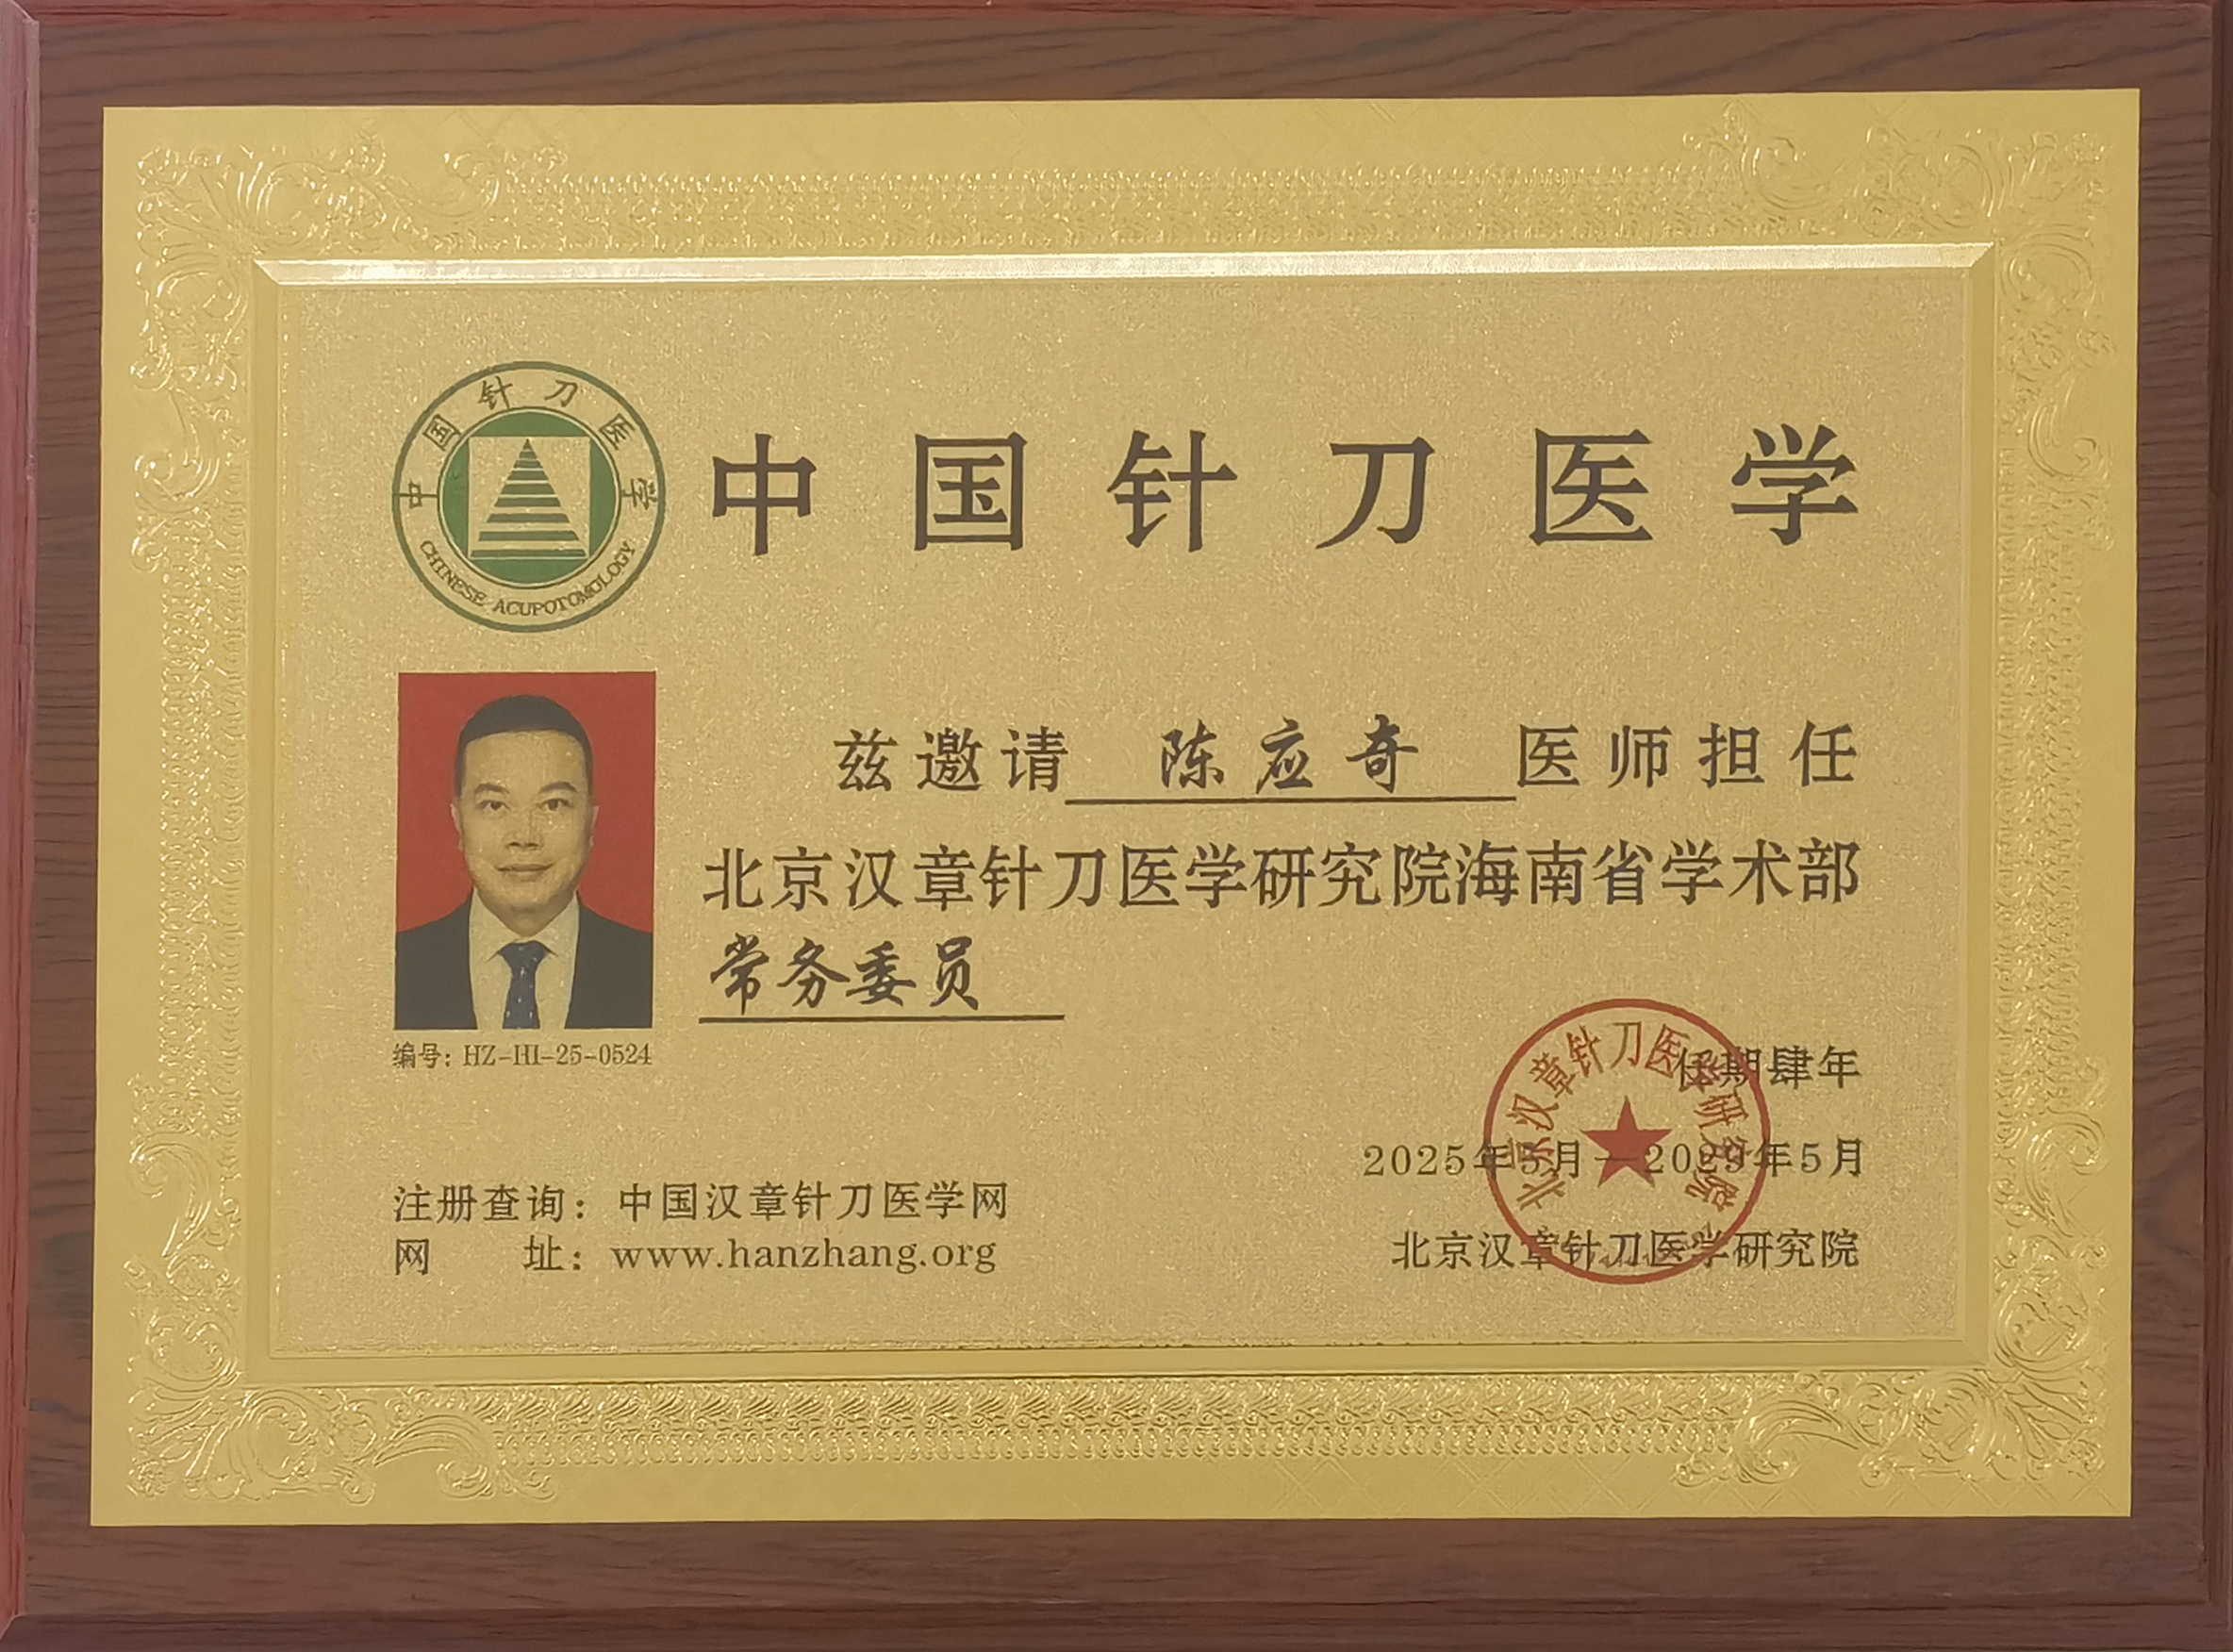 中国针刀医学
CHINESE ACUPOTOMOLOGY
中国针刀医学
兹邀请 陈应奇 医师担任
北京汉章针刀医学研究院海南省学术部
常务委员
编号：HZ-HI-25-0524
任期肆年
2025年5月—2029年5月
北京汉章针刀医学研究院
北京汉章针刀医学研究院
注册查询：中国汉章针刀医学网
网 址：www.hanzhang.org